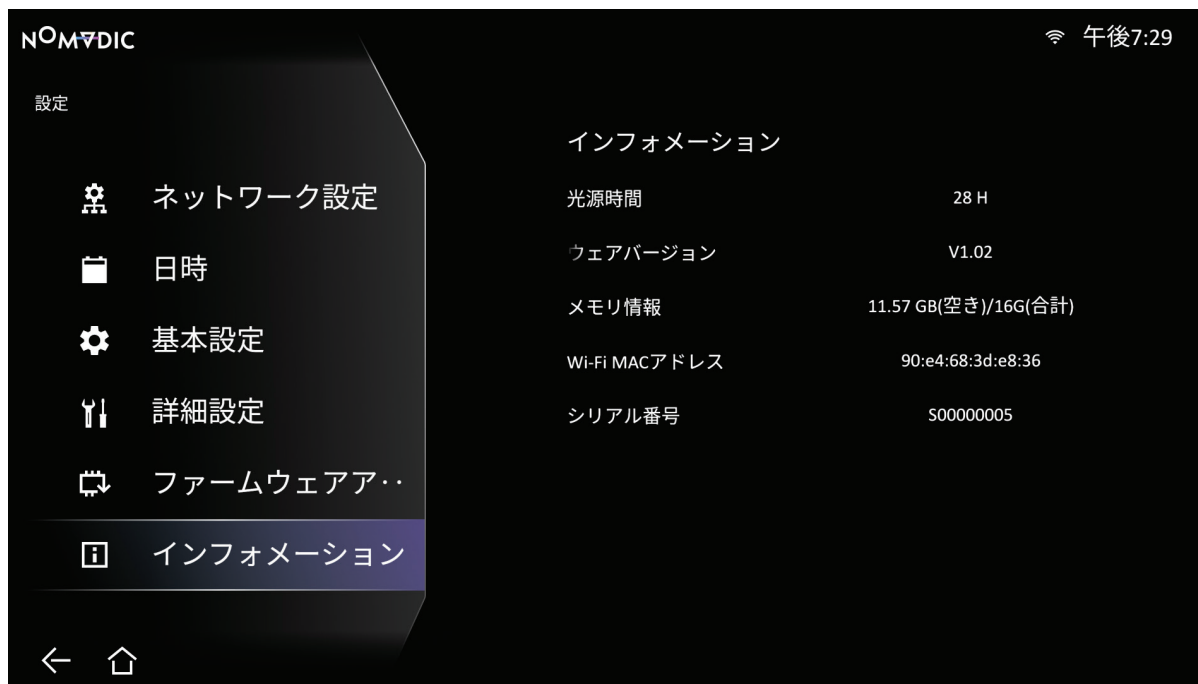 NOMADIC
午後7:29
設定
ネットワーク設定
日時
基本設定
詳細設定
ファームウェアア‥
インフォメーション
インフォメーション
光源時間 28 H
ウェアバージョン V1.02
メモリ情報 11.57 GB(空き)/16G(合計)
Wi-Fi MACアドレス 90:e4:68:3d:e8:36
シリアル番号 S00000005